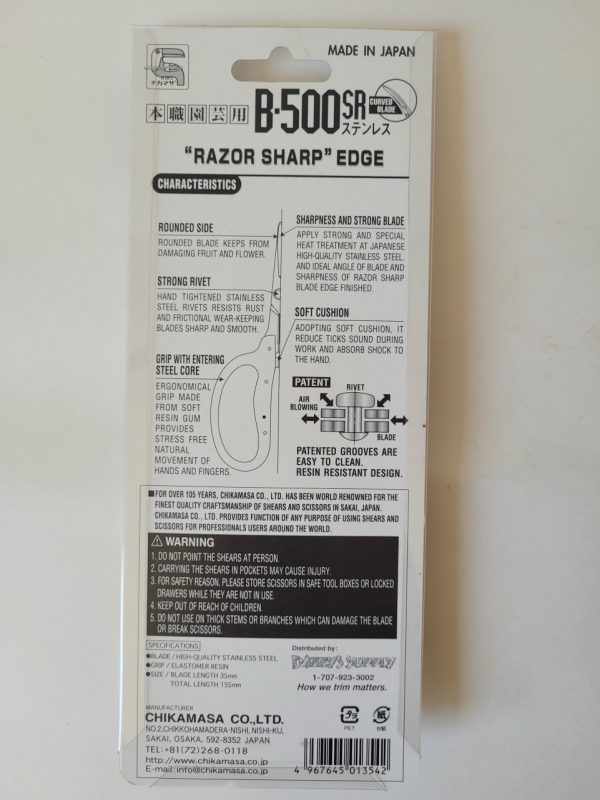 チカマサ
MADE IN JAPAN
本職園芸用
B-500SR
ステンレス
CURVED
BLADE
"RAZOR SHARP" EDGE
CHARACTERISTICS
ROUNDED SIDE
ROUNDED BLADE KEEPS FROM
DAMAGING FRUIT AND FLOWER.
SHARPNESS AND STRONG BLADE
APPLY STRONG AND SPECIAL
HEAT TREATMENT AT JAPANESE
HIGH-QUALITY STAINLESS STEEL.
AND IDEAL ANGLE OF BLADE AND
SHARPNESS OF RAZOR SHARP
BLADE EDGE FINISHED.
STRONG RIVET
HAND TIGHTENED STAINLESS
STEEL RIVETS RESISTS RUST
AND FRICTIONAL WEAR-KEEPING
BLADES SHARP AND SMOOTH.
SOFT CUSHION
ADOPTING SOFT CUSHION, IT
REDUCE TICKS SOUND DURING
WORK AND ABSORB SHOCK TO
THE HAND.
GRIP WITH ENTERING
STEEL CORE
ERGONOMICAL
GRIP MADE
FROM SOFT
RESIN GUM
PROVIDES
STRESS FREE
NATURAL
MOVEMENT OF
HANDS AND FINGERS.
PATENT
RIVET
AIR
BLOWING
BLADE
PATENTED GROOVES ARE
EASY TO CLEAN.
RESIN RESISTANT DESIGN.
■FOR OVER 105 YEARS, CHIKAMASA CO., LTD. HAS BEEN WORLD RENOWNED FOR THE
FINEST QUALITY CRAFTSMANSHIP OF SHEARS AND SCISSORS IN SAKAI, JAPAN.
CHIKAMASA CO., LTD. PROVIDES FUNCTION OF ANY PURPOSE OF USING SHEARS AND
SCISSORS FOR PROFESSIONALS USERS AROUND THE WORLD.
⚠ WARNING
1. DO NOT POINT THE SHEARS AT PERSON.
2. CARRYING THE SHEARS IN POCKETS MAY CAUSE INJURY.
3. FOR SAFETY REASON, PLEASE STORE SCISSORS IN SAFE TOOL BOXES OR LOCKED
DRAWERS WHILE THEY ARE NOT IN USE.
4. KEEP OUT OF REACH OF CHILDREN.
5. DO NOT USE ON THICK STEMS OR BRANCHES WHICH CAN DAMAGE THE BLADE
OR BREAK SCISSORS.
SPECIFICATIONS
●BLADE / HIGH-QUALITY STAINLESS STEEL
●GRIP / ELASTOMER RESIN
●SIZE / BLADE LENGTH 35mm
TOTAL LENGTH 155mm
Distributed by:
1-707-923-3002
How we trim matters.
MANUFACTURER
CHIKAMASA CO.,LTD.
NO.2,CHIKKOHAMADERA-NISHI, NISHI-KU,
SAKAI, OSAKA, 592-8352 JAPAN
TEL:+81(72)268-0118
http://www.chikamasa.co.jp
E-mail:info@chikamasa.co.jp
プラ
PET
紙
台紙
4 967645 013542